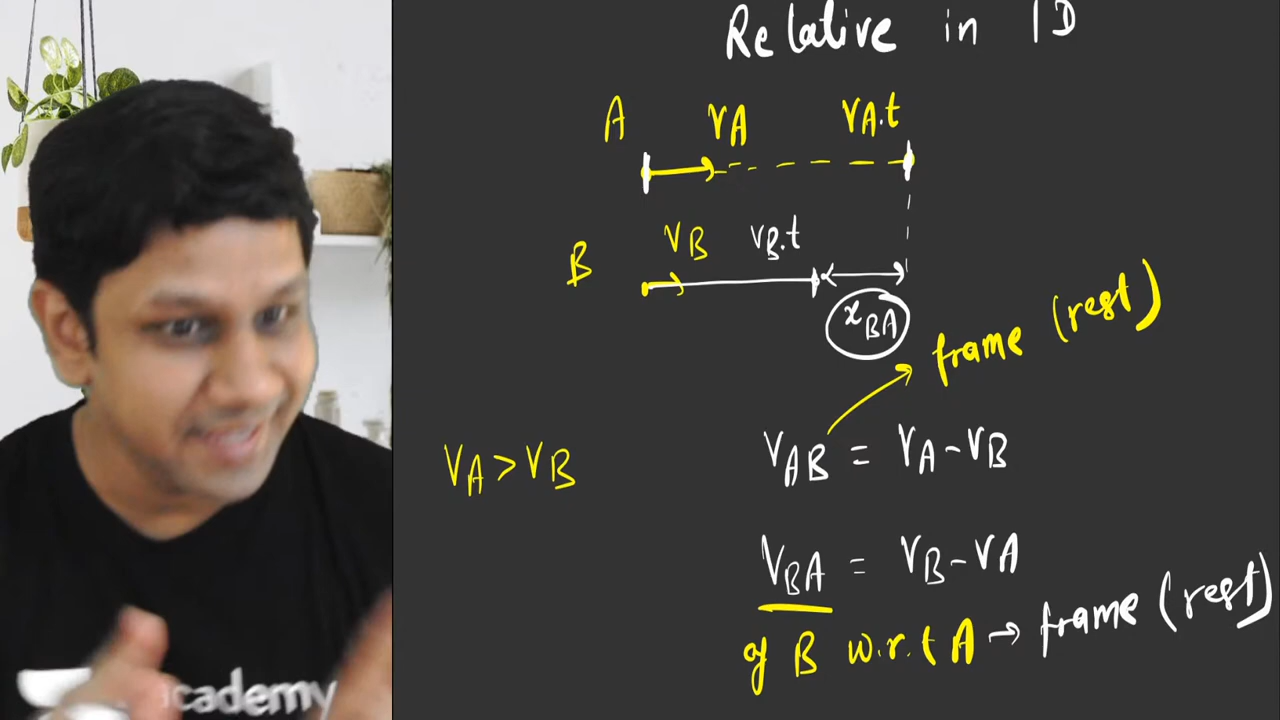 Relative in 1D
A vA vA.t
B vB vB.t
xBA
frame (rest)
vAB = vA-vB
vA > vB
vBA = vB-vA
of B w.r.t A → frame (rest)
academy